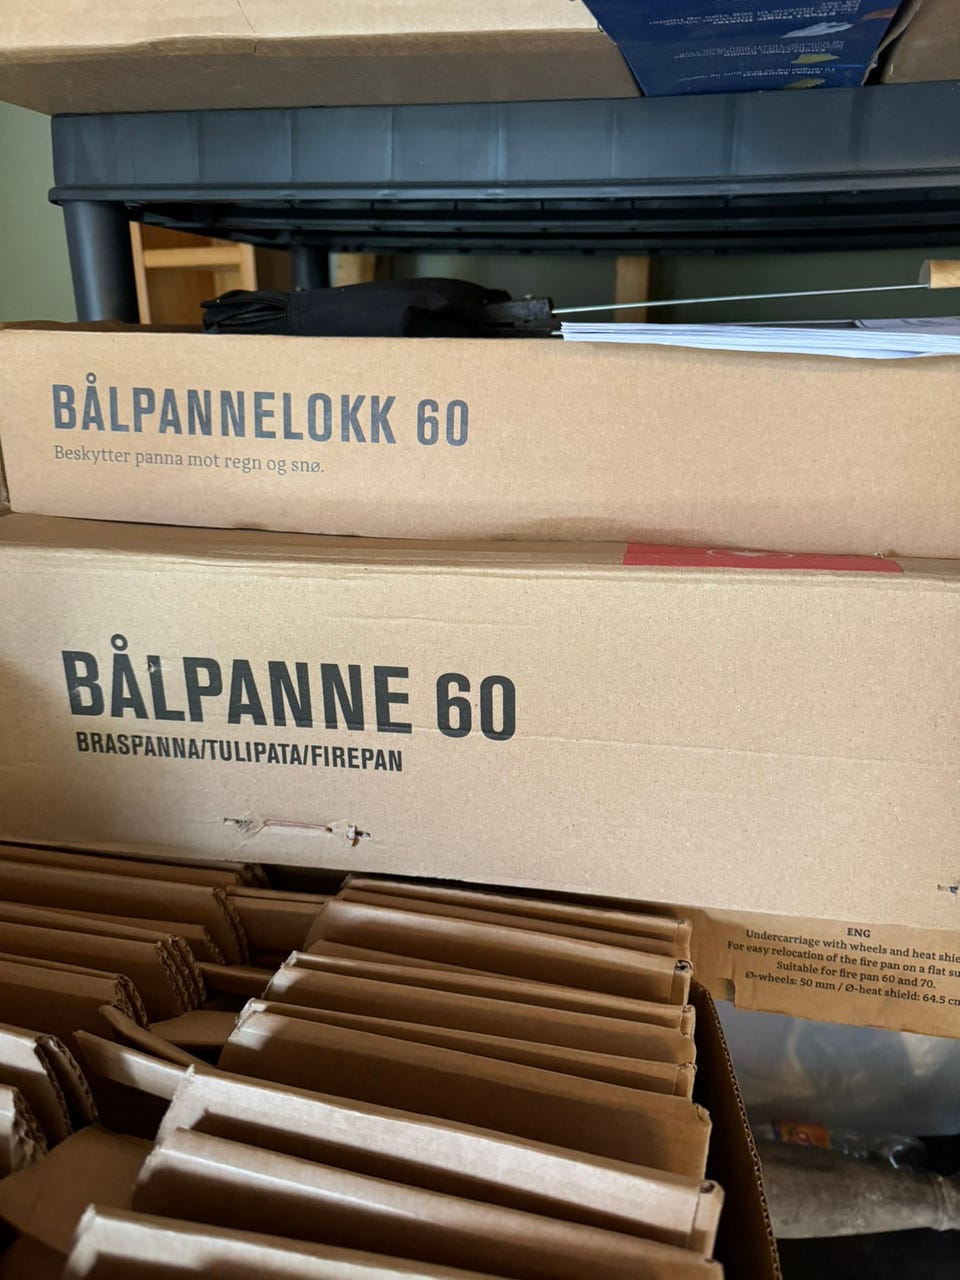 BÅLPANNELOKK 60
Beskytter panna mot regn og snø.
BÅLPANNE 60
BRASPANNA/TULIPATA/FIREPAN
ENG
Undercarriage with wheels and heat
For easy relocation of the fire pan on a flat
Suitable for fire pan 60 and 70.
Ø-wheels: 50 mm / Ø-heat shield: 64.5